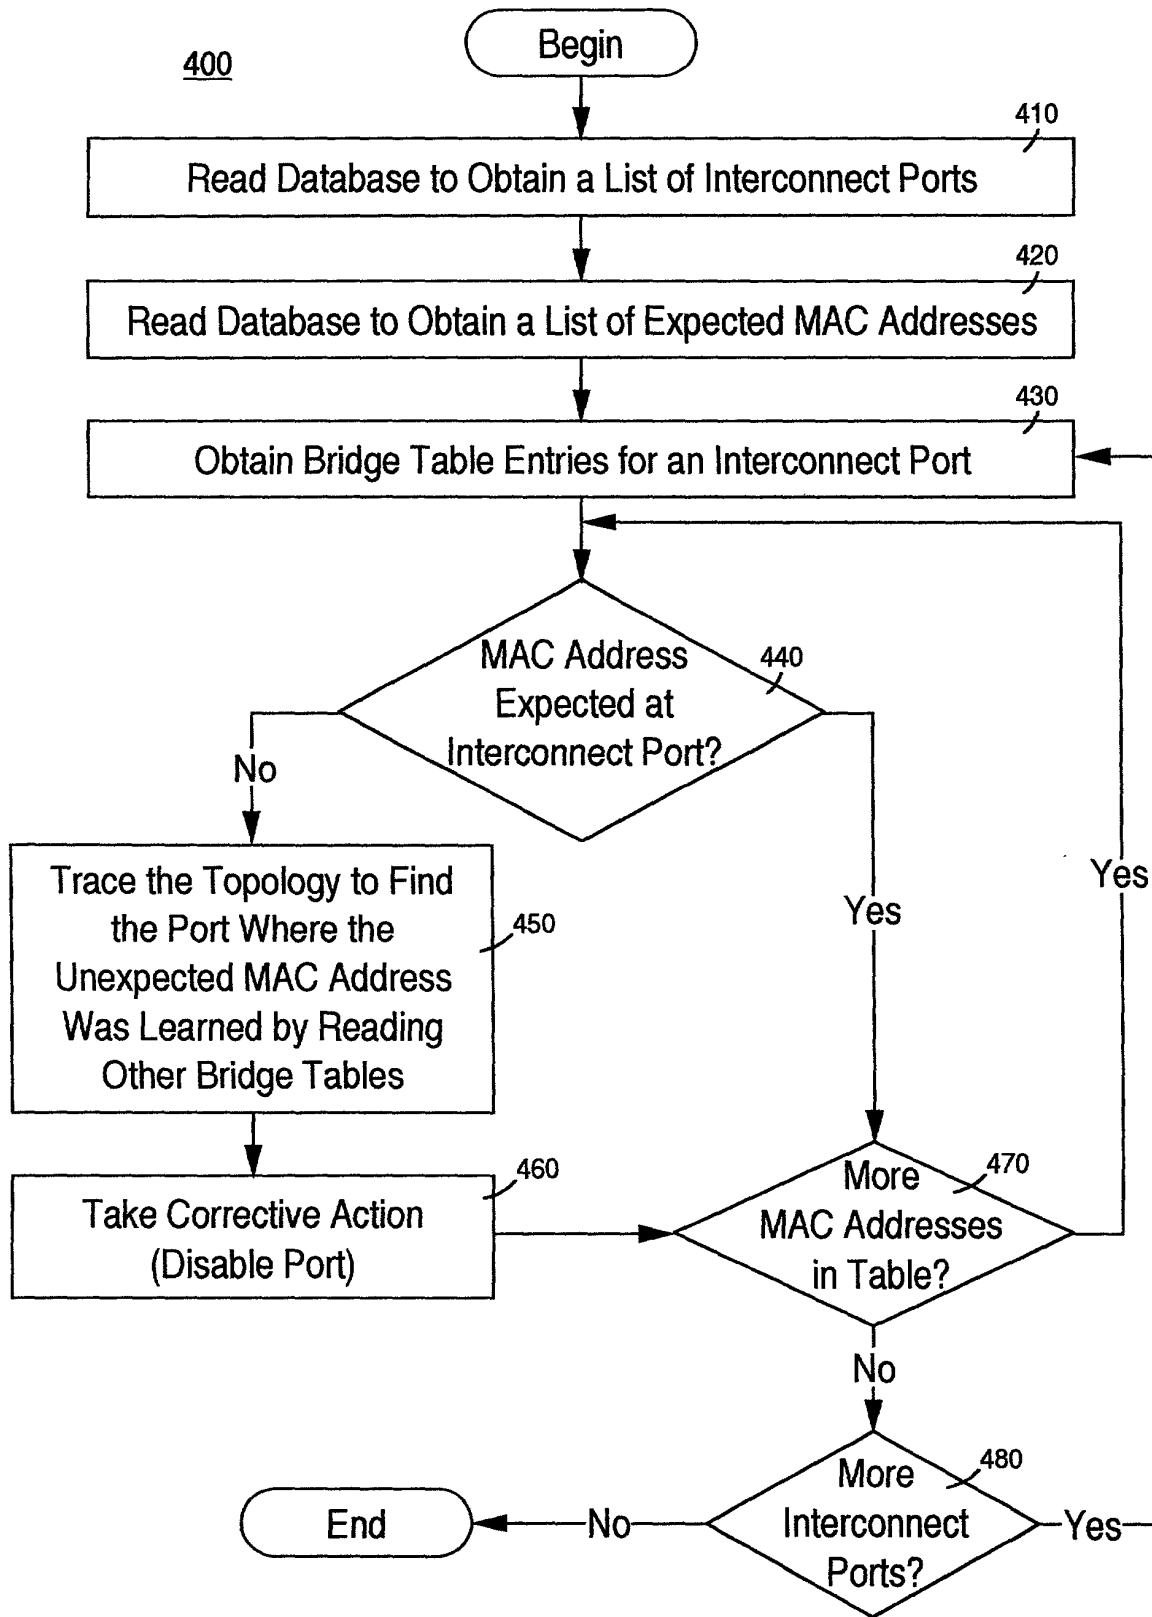 Begin
400
410
Read Database to Obtain a List of Interconnect Ports
420
Read Database to Obtain a List of Expected MAC Addresses
430
Obtain Bridge Table Entries for an Interconnect Port
MAC Address
Expected at
Interconnect Port?
440
No
Yes
Yes
Trace the Topology to Find
the Port Where the
Unexpected MAC Address
Was Learned by Reading
Other Bridge Tables
450
Take Corrective Action
(Disable Port)
460
More
MAC Addresses
in Table?
470
No
More
Interconnect
Ports?
480
Yes
No
End